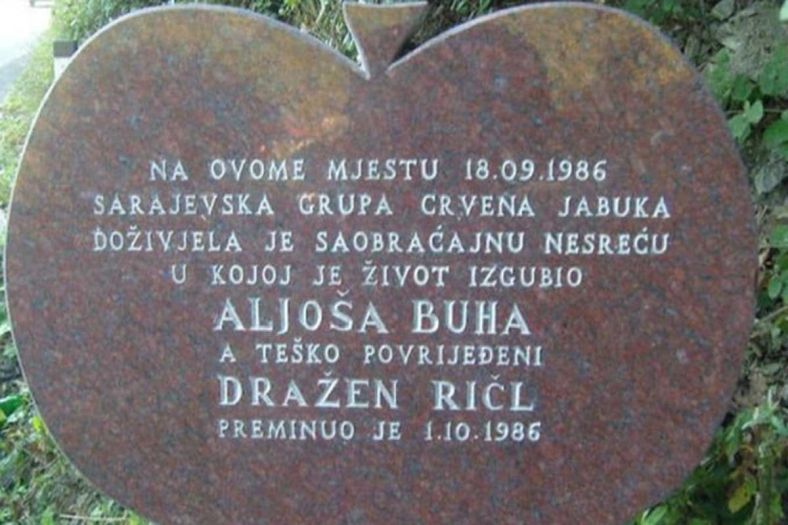 NA OVOME MJESTU 18.09.1986
SARAJEVSKA GRUPA CRVENA JABUKA
DOŽIVJELA JE SAOBRAĆAJNU NESREĆU
U KOJOJ JE ŽIVOT IZGUBIO
ALJOŠA BUHA
A TEŠKO POVRIJEĐENI
DRAŽEN RIČL
PREMINUO JE 1.10.1986